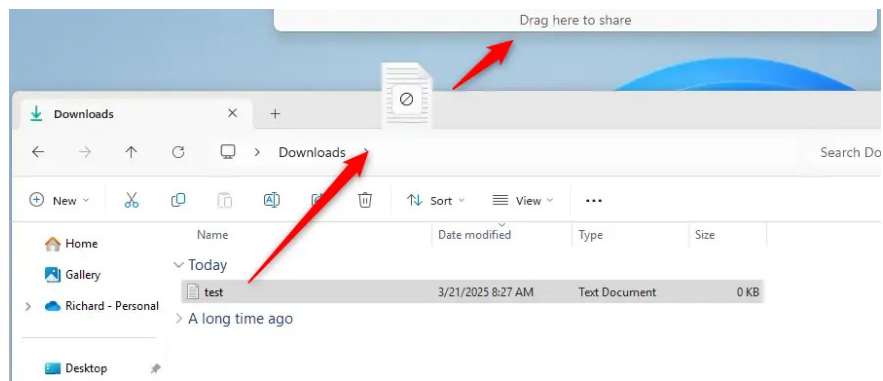 Drag here to share
Downloads
Downloads
Search Do
New
Sort
View
Home
Gallery
Richard - Personal
Desktop
Name
Date modified
Type
Size
Today
test
3/21/2025 8:27 AM
Text Document
0 KB
A long time ago